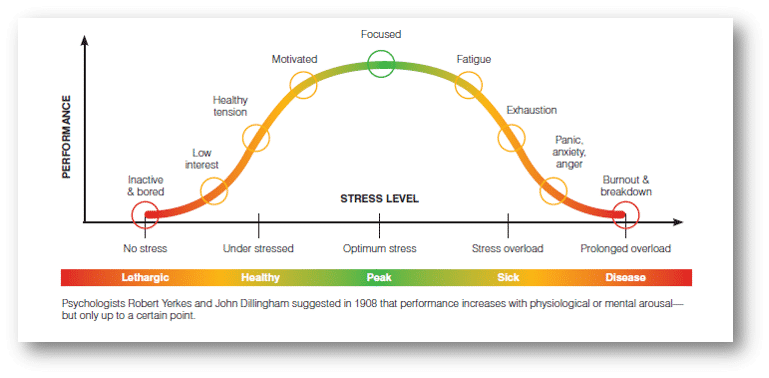 Focused
Motivated
Fatigue
Healthy
tension
Exhaustion
Low
interest
Panic,
anxiety,
anger
Inactive
& bored
Burnout &
breakdown
PERFORMANCE
STRESS LEVEL
No stress
Under stressed
Optimum stress
Stress overload
Prolonged overload
Lethargic
Healthy
Peak
Sick
Disease
Psychologists Robert Yerkes and John Dillingham suggested in 1908 that performance increases with physiological or mental arousal—
but only up to a certain point.